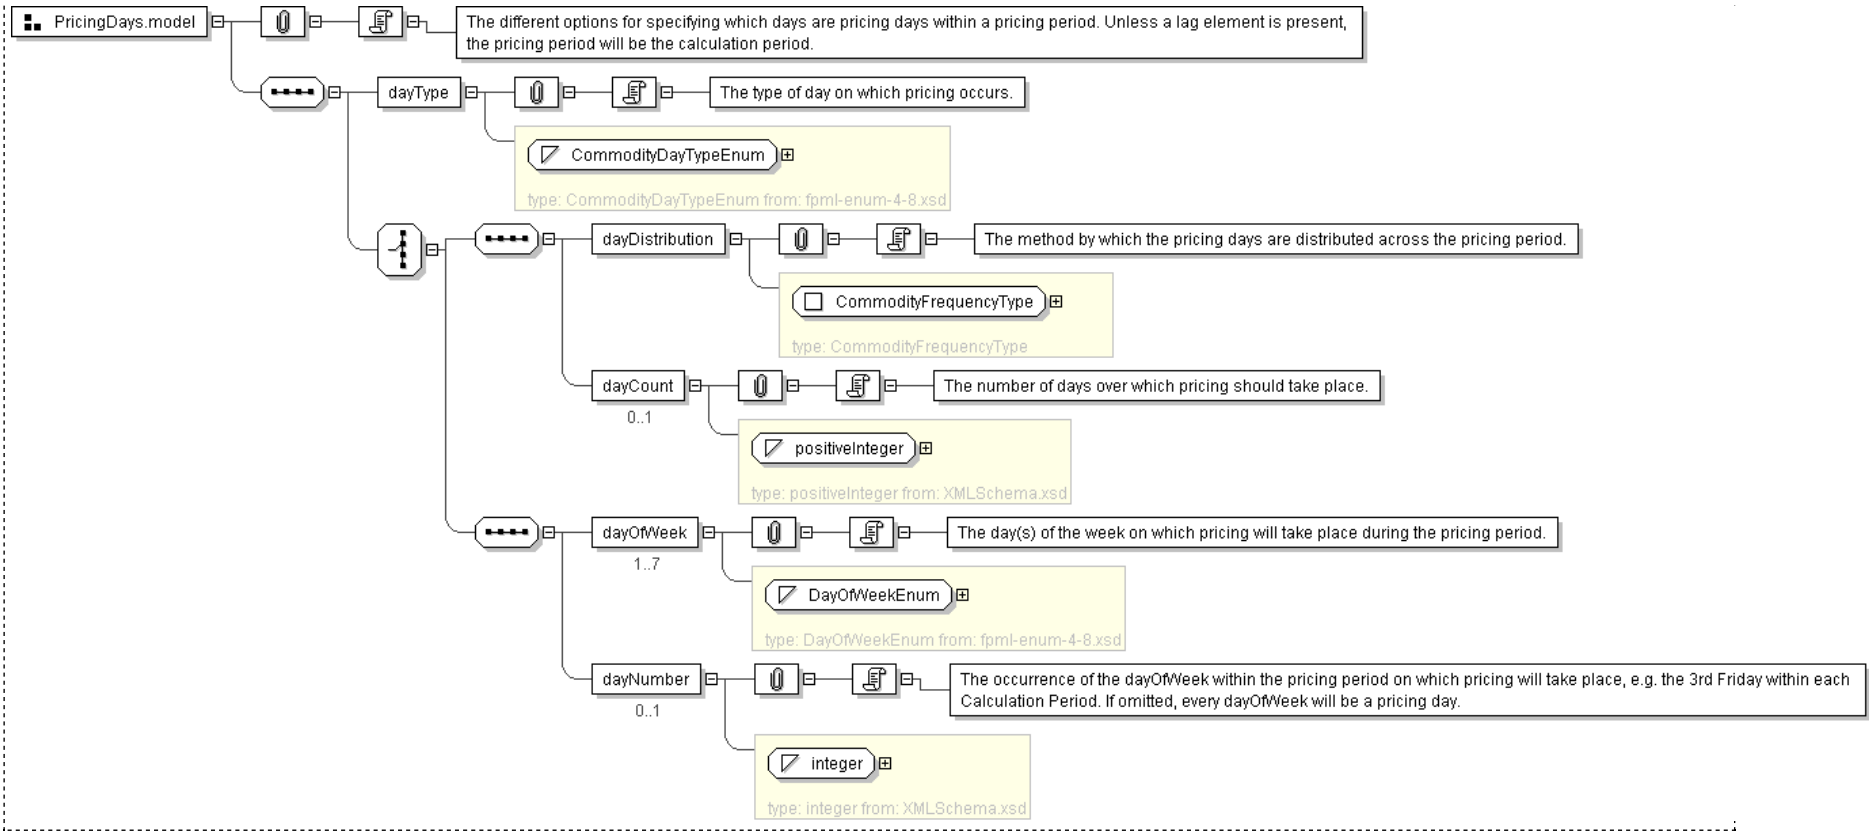 PricingDays.model
The different options for specifying which days are pricing days within a pricing period. Unless a lag element is present,
the pricing period will be the calculation period.
dayType
The type of day on which pricing occurs.
CommodityDayTypeEnum
type: CommodityDayTypeEnum from: fpml-enum-4-8.xsd
dayDistribution
The method by which the pricing days are distributed across the pricing period.
CommodityFrequencyType
type: CommodityFrequencyType
dayCount
The number of days over which pricing should take place.
0..1
positiveInteger
type: positiveInteger from: XMLSchema.xsd
dayOfWeek
The day(s) of the week on which pricing will take place during the pricing period.
1..7
DayOfWeekEnum
type: DayOfWeekEnum from: fpml-enum-4-8.xsd
dayNumber
The occurrence of the dayOfWeek within the pricing period on which pricing will take place, e.g. the 3rd Friday within each
Calculation Period. If omitted, every dayOfWeek will be a pricing day.
0..1
integer
type: integer from: XMLSchema.xsd